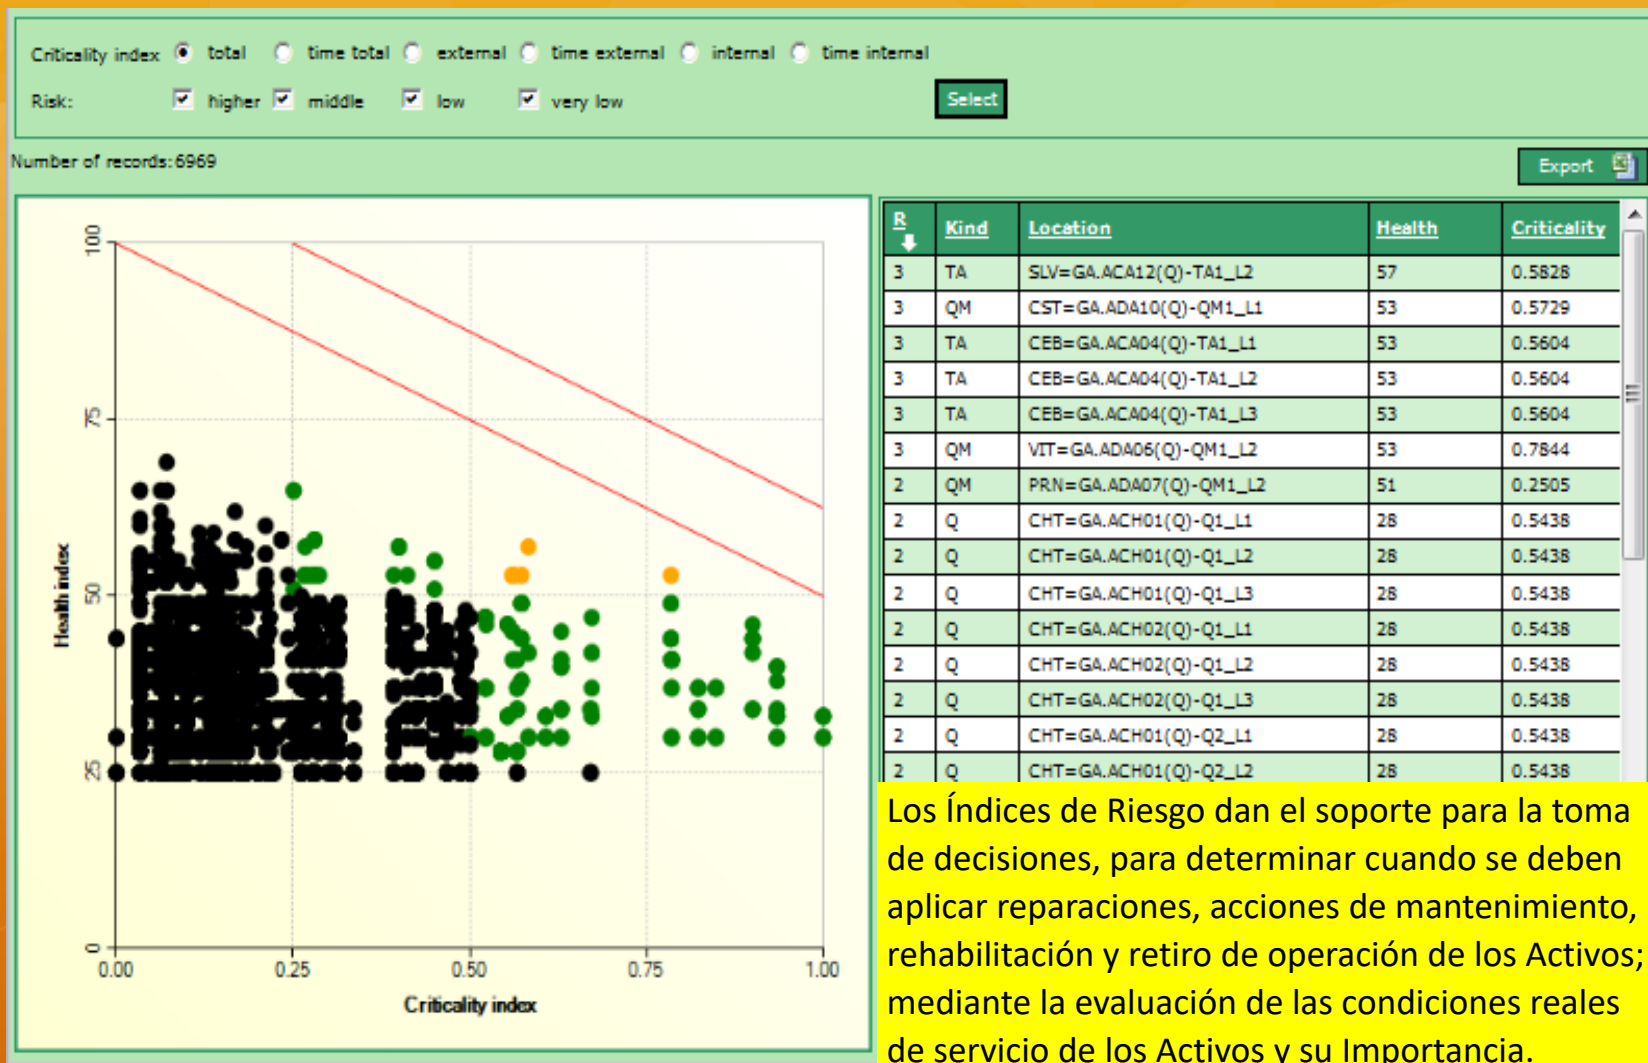 Criticality index total time total external time external internal time internal
Risk: higher middle low very low Select
Number of records:6969
Export
R Kind Location Health Criticality
3 TA SLV=GA.ACA12(Q)-TA1_L2 57 0.5828
3 QM CST=GA.ADA10(Q)-QM1_L1 53 0.5729
3 TA CEB=GA.ACA04(Q)-TA1_L1 53 0.5604
3 TA CEB=GA.ACA04(Q)-TA1_L2 53 0.5604
3 TA CEB=GA.ACA04(Q)-TA1_L3 53 0.5604
3 QM VIT=GA.ADA06(Q)-QM1_L2 53 0.7844
2 QM PRN=GA.ADA07(Q)-QM1_L2 51 0.2505
2 Q CHT=GA.ACH01(Q)-Q1_L1 28 0.5438
2 Q CHT=GA.ACH01(Q)-Q1_L2 28 0.5438
2 Q CHT=GA.ACH01(Q)-Q1_L3 28 0.5438
2 Q CHT=GA.ACH02(Q)-Q1_L1 28 0.5438
2 Q CHT=GA.ACH02(Q)-Q1_L2 28 0.5438
2 Q CHT=GA.ACH02(Q)-Q1_L3 28 0.5438
2 Q CHT=GA.ACH01(Q)-Q2_L1 28 0.5438
2 Q CHT=GA.ACH01(Q)-Q2_L2 28 0.5438
100
75
50
25
0
Health index
0.00 0.25 0.50 0.75 1.00
Criticality index
Los Índices de Riesgo dan el soporte para la toma
de decisiones, para determinar cuando se deben
aplicar reparaciones, acciones de mantenimiento,
rehabilitación y retiro de operación de los Activos;
mediante la evaluación de las condiciones reales
de servicio de los Activos y su Importancia.